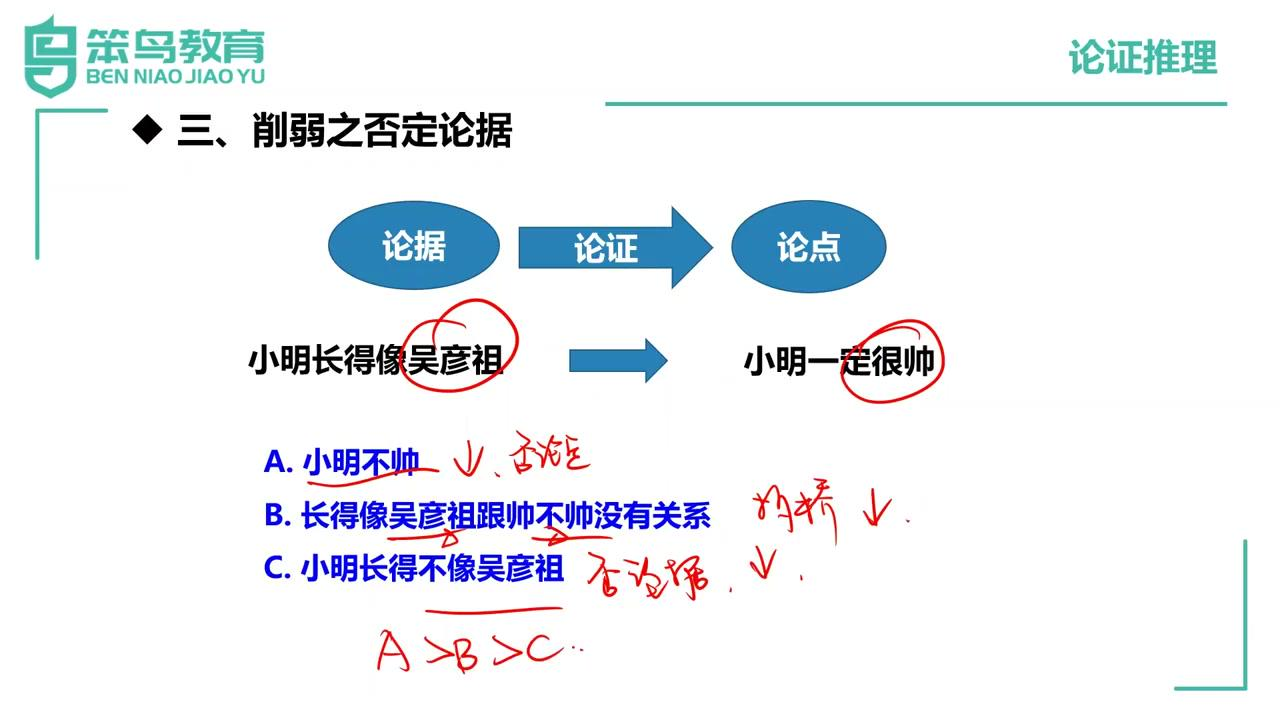 笨鸟教育
BEN NIAO JIAO YU
论证推理
◆ 三、削弱之否定论据
论据 论证 论点
小明长得像吴彦祖 小明一定很帅
A. 小明不帅 ↓ 否论点
B. 长得像吴彦祖跟帅不帅没有关系 拆桥 ↓
C. 小明长得不像吴彦祖 否论据 ↓
A > B > C